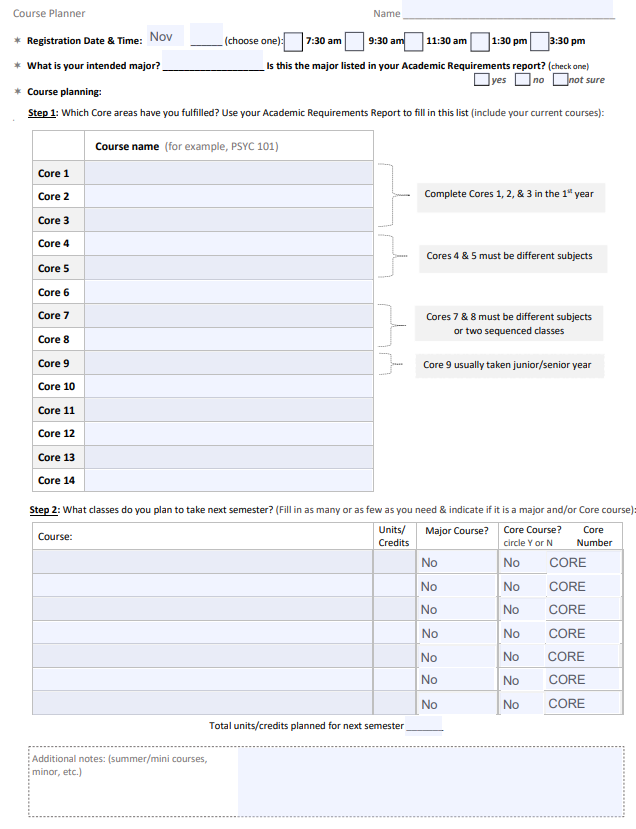 Course Planner Name
✶ Registration Date & Time: Nov _____ (choose one): 7:30 am 9:30 am 11:30 am 1:30 pm 3:30 pm
✶ What is your intended major? ___________________ Is this the major listed in your Academic Requirements report? (check one)
yes no not sure
✶ Course planning:
Step 1: Which Core areas have you fulfilled? Use your Academic Requirements Report to fill in this list (include your current courses):
Course name (for example, PSYC 101)
Core 1
Core 2
Core 3
Complete Cores 1, 2, & 3 in the 1st year
Core 4
Core 5
Cores 4 & 5 must be different subjects
Core 6
Core 7
Core 8
Cores 7 & 8 must be different subjects
or two sequenced classes
Core 9
Core 9 usually taken junior/senior year
Core 10
Core 11
Core 12
Core 13
Core 14
Step 2: What classes do you plan to take next semester? (Fill in as many or as few as you need & indicate if it is a major and/or Core course):
Course: Units/ Credits Major Course? Core Course? circle Y or N Core Number
No No CORE
No No CORE
No No CORE
No No CORE
No No CORE
No No CORE
No No CORE
Total units/credits planned for next semester _______
Additional notes: (summer/mini courses,
minor, etc.)